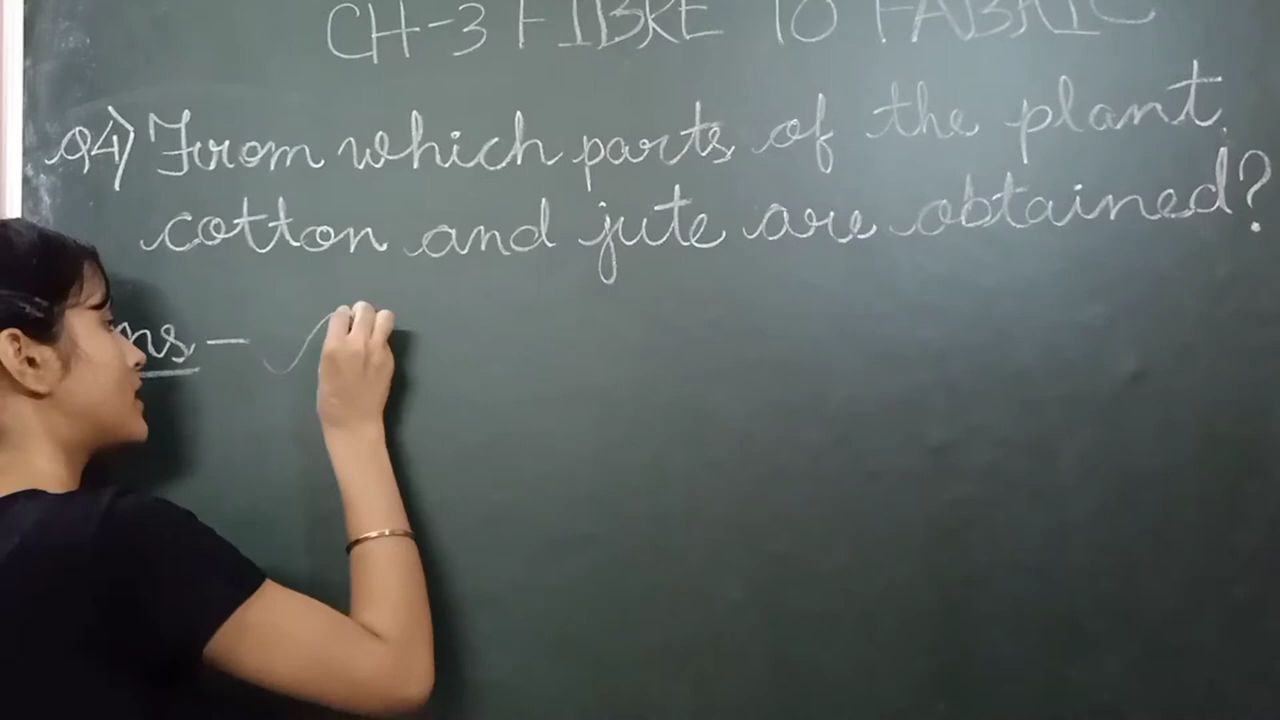 CH-3 FIBRE TO FABRIC
Q4) From which parts of the plant,
cotton and jute are obtained?
Ans -